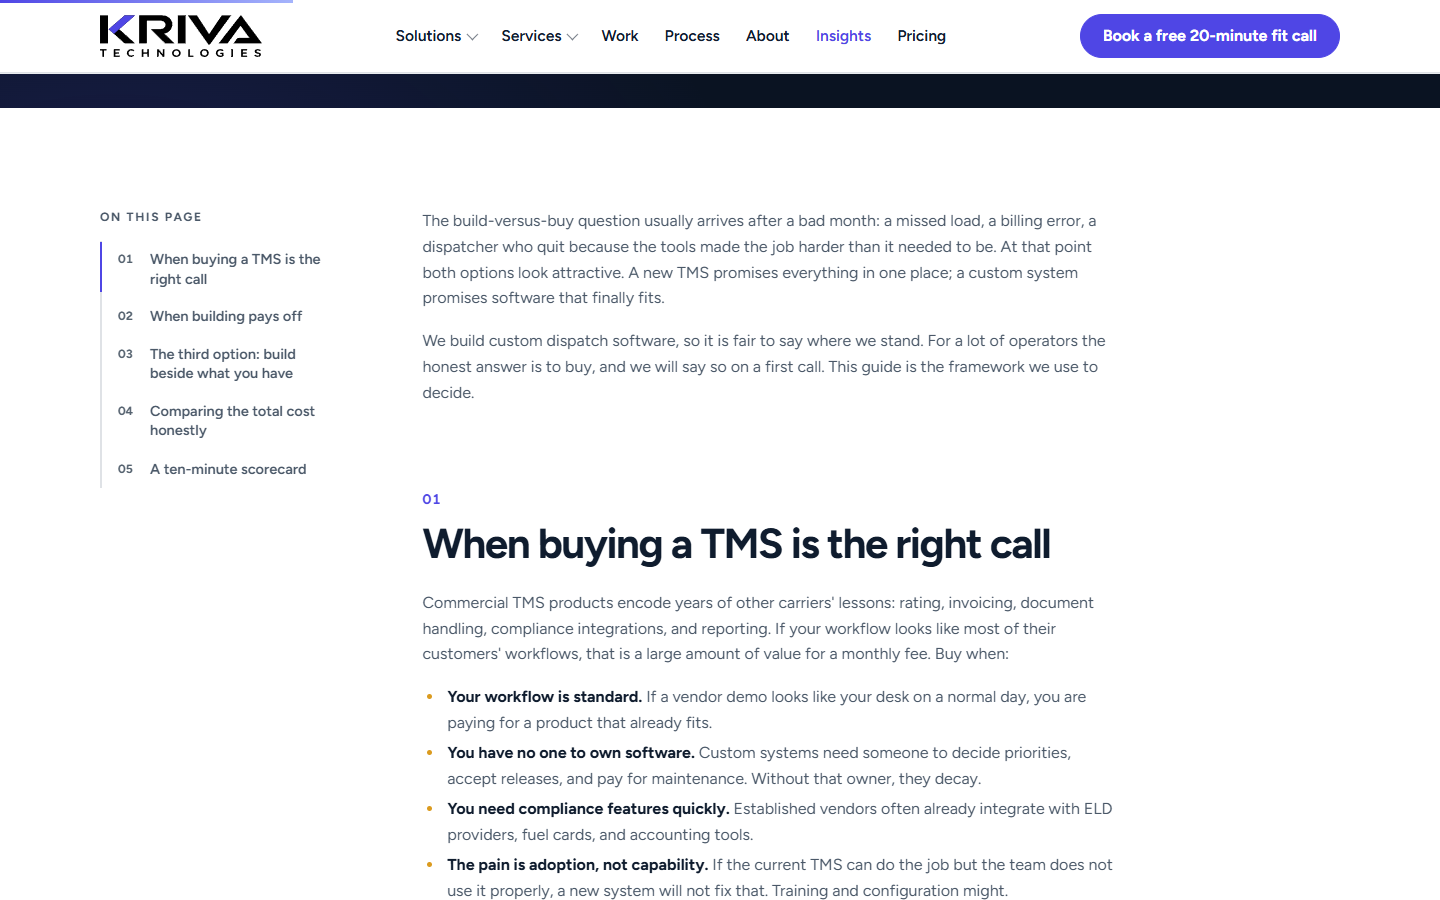 KRIVA
TECHNOLOGIES
Solutions
Services
Work
Process
About
Insights
Pricing
Book a free 20-minute fit call
ON THIS PAGE
01 When buying a TMS is the
right call
02 When building pays off
03 The third option: build
beside what you have
04 Comparing the total cost
honestly
05 A ten-minute scorecard
The build-versus-buy question usually arrives after a bad month: a missed load, a billing error, a
dispatcher who quit because the tools made the job harder than it needed to be. At that point
both options look attractive. A new TMS promises everything in one place; a custom system
promises software that finally fits.
We build custom dispatch software, so it is fair to say where we stand. For a lot of operators the
honest answer is to buy, and we will say so on a first call. This guide is the framework we use to
decide.
01
When buying a TMS is the right call
Commercial TMS products encode years of other carriers' lessons: rating, invoicing, document
handling, compliance integrations, and reporting. If your workflow looks like most of their
customers' workflows, that is a large amount of value for a monthly fee. Buy when:
• Your workflow is standard. If a vendor demo looks like your desk on a normal day, you are
paying for a product that already fits.
• You have no one to own software. Custom systems need someone to decide priorities,
accept releases, and pay for maintenance. Without that owner, they decay.
• You need compliance features quickly. Established vendors often already integrate with ELD
providers, fuel cards, and accounting tools.
• The pain is adoption, not capability. If the current TMS can do the job but the team does not
use it properly, a new system will not fix that. Training and configuration might.